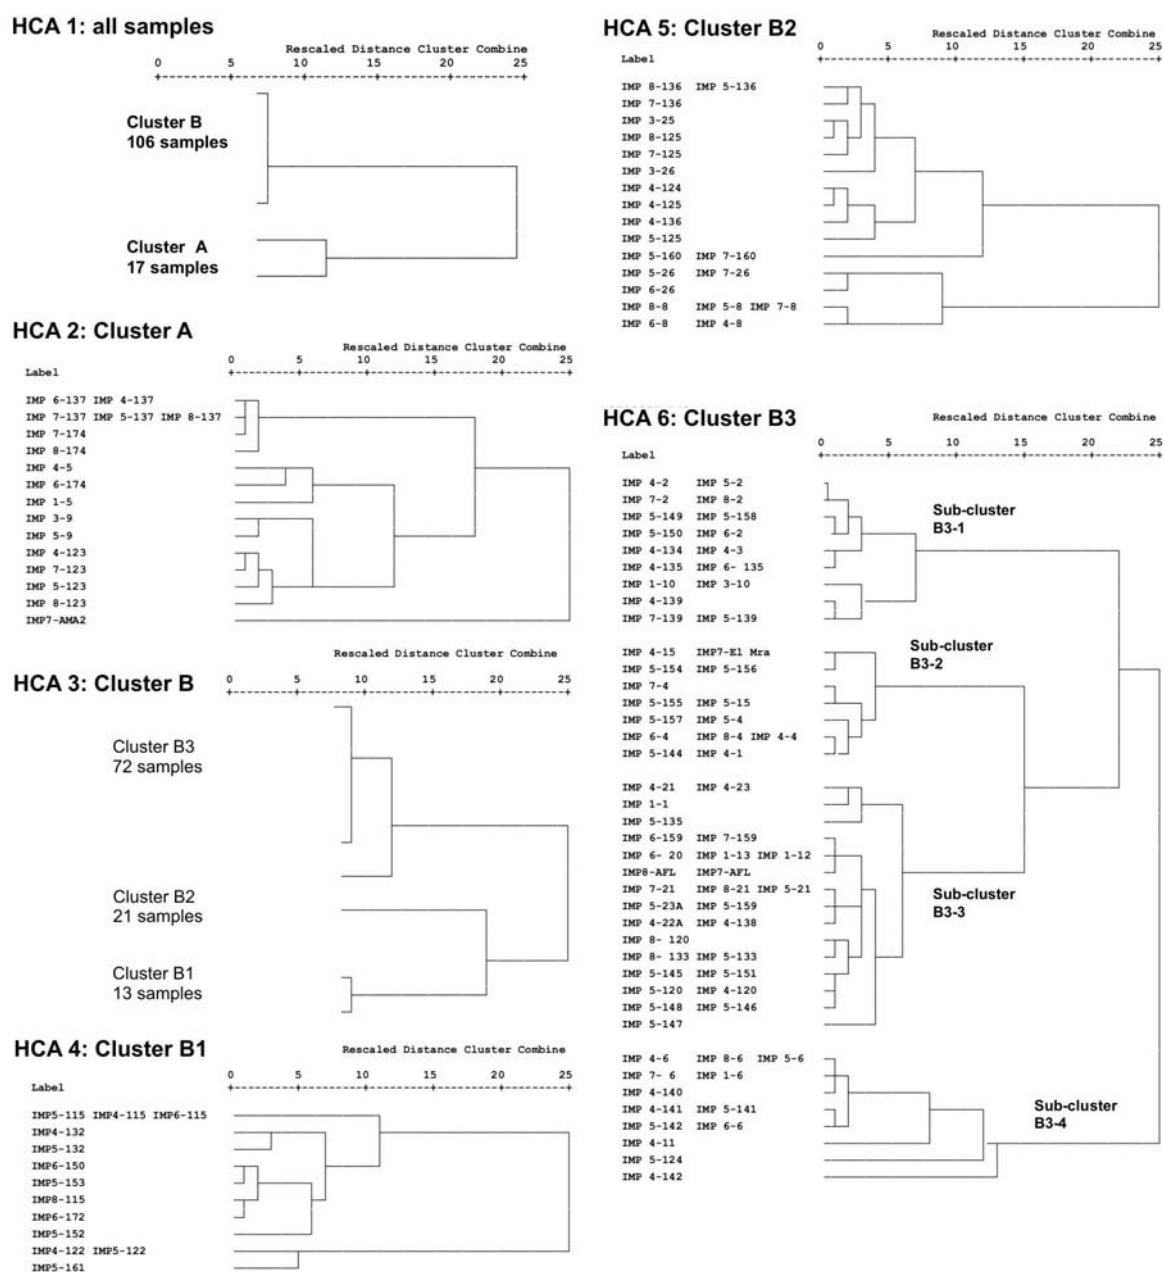 HCA 1: all samples
Rescaled Distance Cluster Combine
0 5 10 15 20 25
Cluster B
106 samples
Cluster A
17 samples
HCA 2: Cluster A
Rescaled Distance Cluster Combine
0 5 10 15 20 25
Label
IMP 6-137 IMP 4-137
IMP 7-137 IMP 5-137 IMP 8-137
IMP 7-174
IMP 8-174
IMP 4-5
IMP 6-174
IMP 1-5
IMP 3-9
IMP 5-9
IMP 4-123
IMP 7-123
IMP 5-123
IMP 8-123
IMP7-AMA2
Rescaled Distance Cluster Combine
HCA 3: Cluster B
0 5 10 15 20 25
Cluster B3
72 samples
Cluster B2
21 samples
Cluster B1
13 samples
HCA 4: Cluster B1
Rescaled Distance Cluster Combine
0 5 10 15 20 25
Label
IMP5-115 IMP4-115 IMP6-115
IMP4-132
IMP5-132
IMP6-150
IMP5-153
IMP8-115
IMP6-172
IMP5-152
IMP4-122 IMP5-122
IMP5-161
HCA 5: Cluster B2
Rescaled Distance Cluster Combine
0 5 10 15 20 25
Label
IMP 8-136 IMP 5-136
IMP 7-136
IMP 3-25
IMP 8-125
IMP 7-125
IMP 3-26
IMP 4-124
IMP 4-125
IMP 4-136
IMP 5-125
IMP 5-160 IMP 7-160
IMP 5-26 IMP 7-26
IMP 6-26
IMP 8-8 IMP 5-8 IMP 7-8
IMP 6-8 IMP 4-8
HCA 6: Cluster B3
Rescaled Distance Cluster Combine
0 5 10 15 20 25
Label
IMP 4-2 IMP 5-2
IMP 7-2 IMP 8-2
IMP 5-149 IMP 5-158
IMP 5-150 IMP 6-2
IMP 4-134 IMP 4-3
IMP 4-135 IMP 6- 135
IMP 1-10 IMP 3-10
IMP 4-139
IMP 7-139 IMP 5-139
Sub-cluster
B3-1
IMP 4-15 IMP7-El Mra
IMP 5-154 IMP 5-156
IMP 7-4
IMP 5-155 IMP 5-15
IMP 5-157 IMP 5-4
IMP 6-4 IMP 8-4 IMP 4-4
IMP 5-144 IMP 4-1
Sub-cluster
B3-2
IMP 4-21 IMP 4-23
IMP 1-1
IMP 5-135
IMP 6-159 IMP 7-159
IMP 6- 20 IMP 1-13 IMP 1-12
IMP8-AFL IMP7-AFL
IMP 7-21 IMP 8-21 IMP 5-21
IMP 5-23A IMP 5-159
IMP 4-22A IMP 4-138
IMP 8- 120
IMP 8- 133 IMP 5-133
IMP 5-145 IMP 5-151
IMP 5-120 IMP 4-120
IMP 5-148 IMP 5-146
IMP 5-147
Sub-cluster
B3-3
IMP 4-6 IMP 8-6 IMP 5-6
IMP 7- 6 IMP 1-6
IMP 4-140
IMP 4-141 IMP 5-141
IMP 5-142 IMP 6-6
IMP 4-11
IMP 5-124
IMP 4-142
Sub-cluster
B3-4